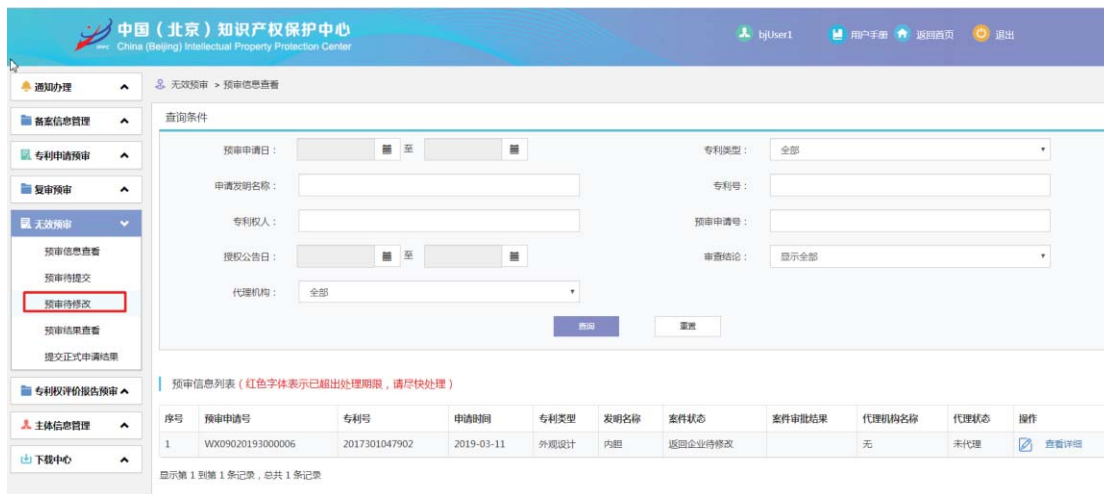 中国（北京）知识产权保护中心
China (Beijing) Intellectual Property Protection Center
bjUser1 用户手册 返回首页 退出
通知办理
备案信息管理
专利申请预审
复审预审
无效预审
预审信息查看
预审待提交
预审待修改
预审结果查看
提交正式申请结果
专利权评价报告预审
主体信息管理
下载中心
无效预审 > 预审信息查看
查询条件
预审申请日： 至 专利类型： 全部
申请发明名称： 专利号：
专利权人： 预审申请号：
授权公告日： 至 审查结论： 显示全部
代理机构： 全部
查询 重置
预审信息列表（红色字体表示已超出处理期限，请尽快处理）
序号 预审申请号 专利号 申请时间 专利类型 发明名称 案件状态 案件审批结果 代理机构名称 代理状态 操作
1 WX09020193000006 2017301047902 2019-03-11 外观设计 内胆 返回企业待修改 无 未代理 查看详细
显示第 1 到第 1 条记录，总共 1 条记录